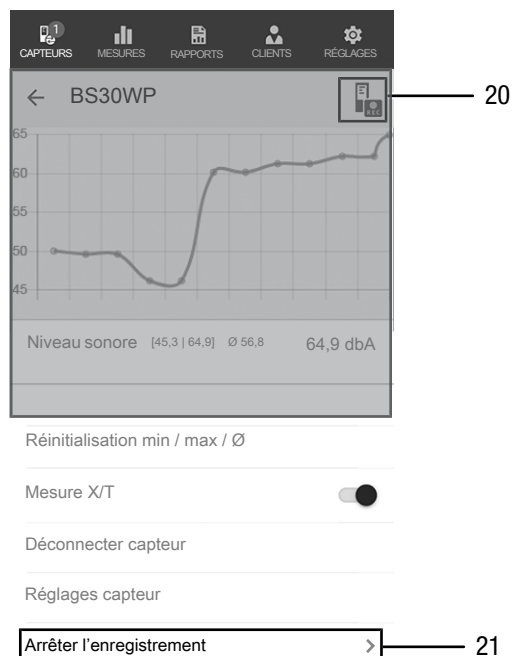 1
CAPTEURS MESURES RAPPORTS CLIENTS RÉGLAGES
← BS30WP
REC
20
65
60
55
50
45
Niveau sonore [45,3 | 64,9] Ø 56,8 64,9 dbA
Réinitialisation min / max / Ø
Mesure X/T
Déconnecter capteur
Réglages capteur
Arrêter l’enregistrement >
21